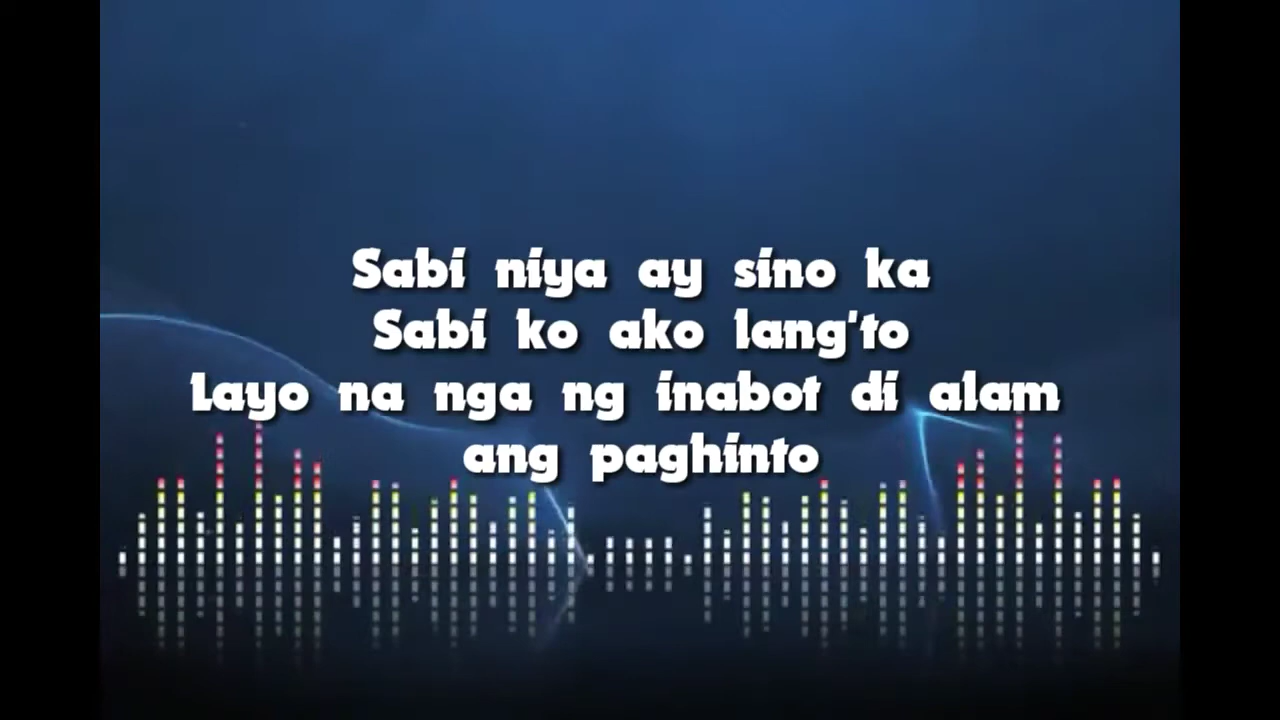 Sabi niya ay sino ka
Sabi ko ako lang'to
Layo na nga ng inabot di alam
ang paghinto